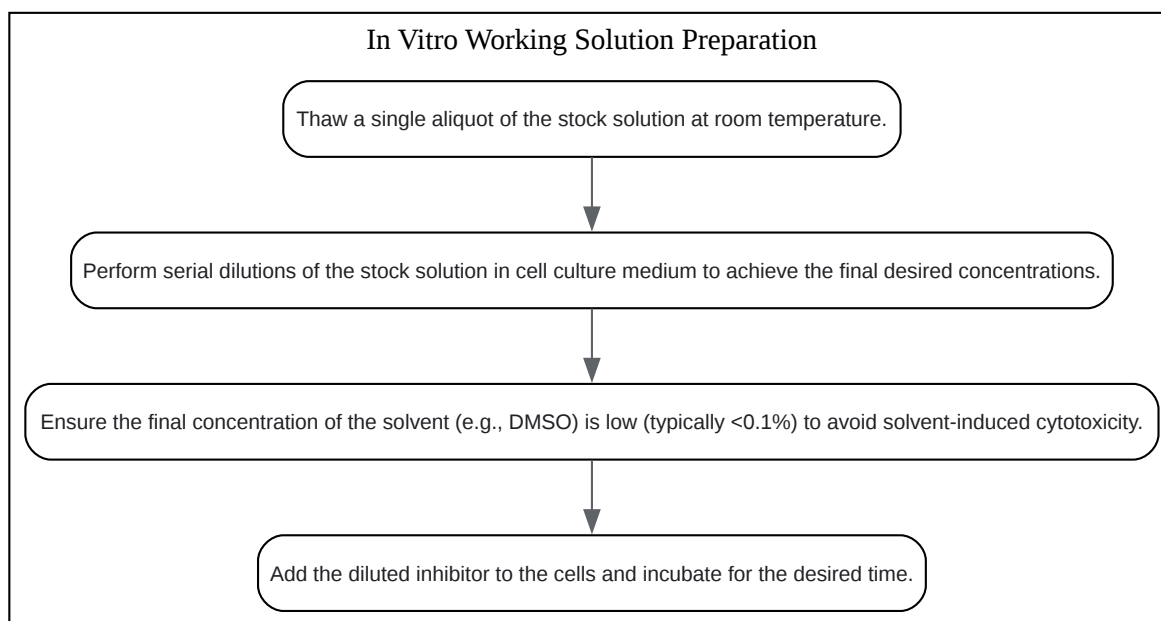 In Vitro Working Solution Preparation
Thaw a single aliquot of the stock solution at room temperature.
Perform serial dilutions of the stock solution in cell culture medium to achieve the final desired concentrations.
Ensure the final concentration of the solvent (e.g., DMSO) is low (typically <0.1%) to avoid solvent-induced cytotoxicity.
Add the diluted inhibitor to the cells and incubate for the desired time.